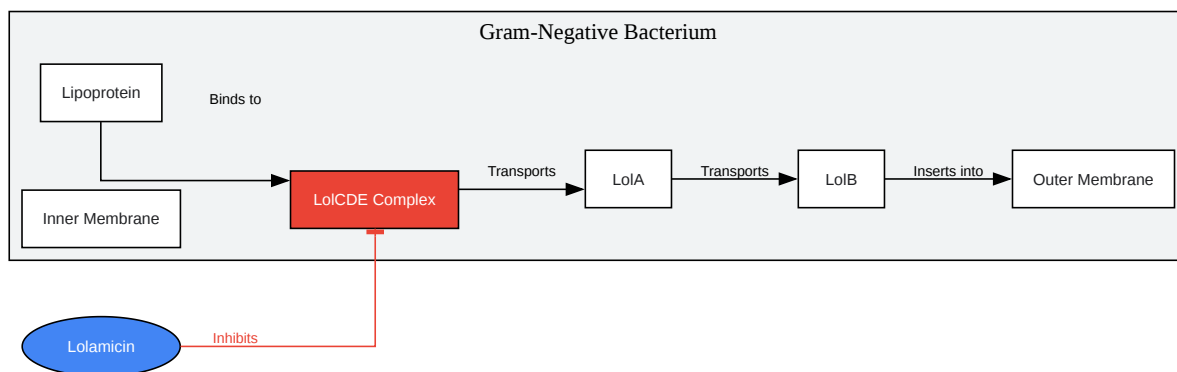 Gram-Negative Bacterium
Lipoprotein
Binds to
Inner Membrane
LolCDE Complex
Transports
LolA
Transports
LolB
Inserts into
Outer Membrane
Lolamicin
Inhibits